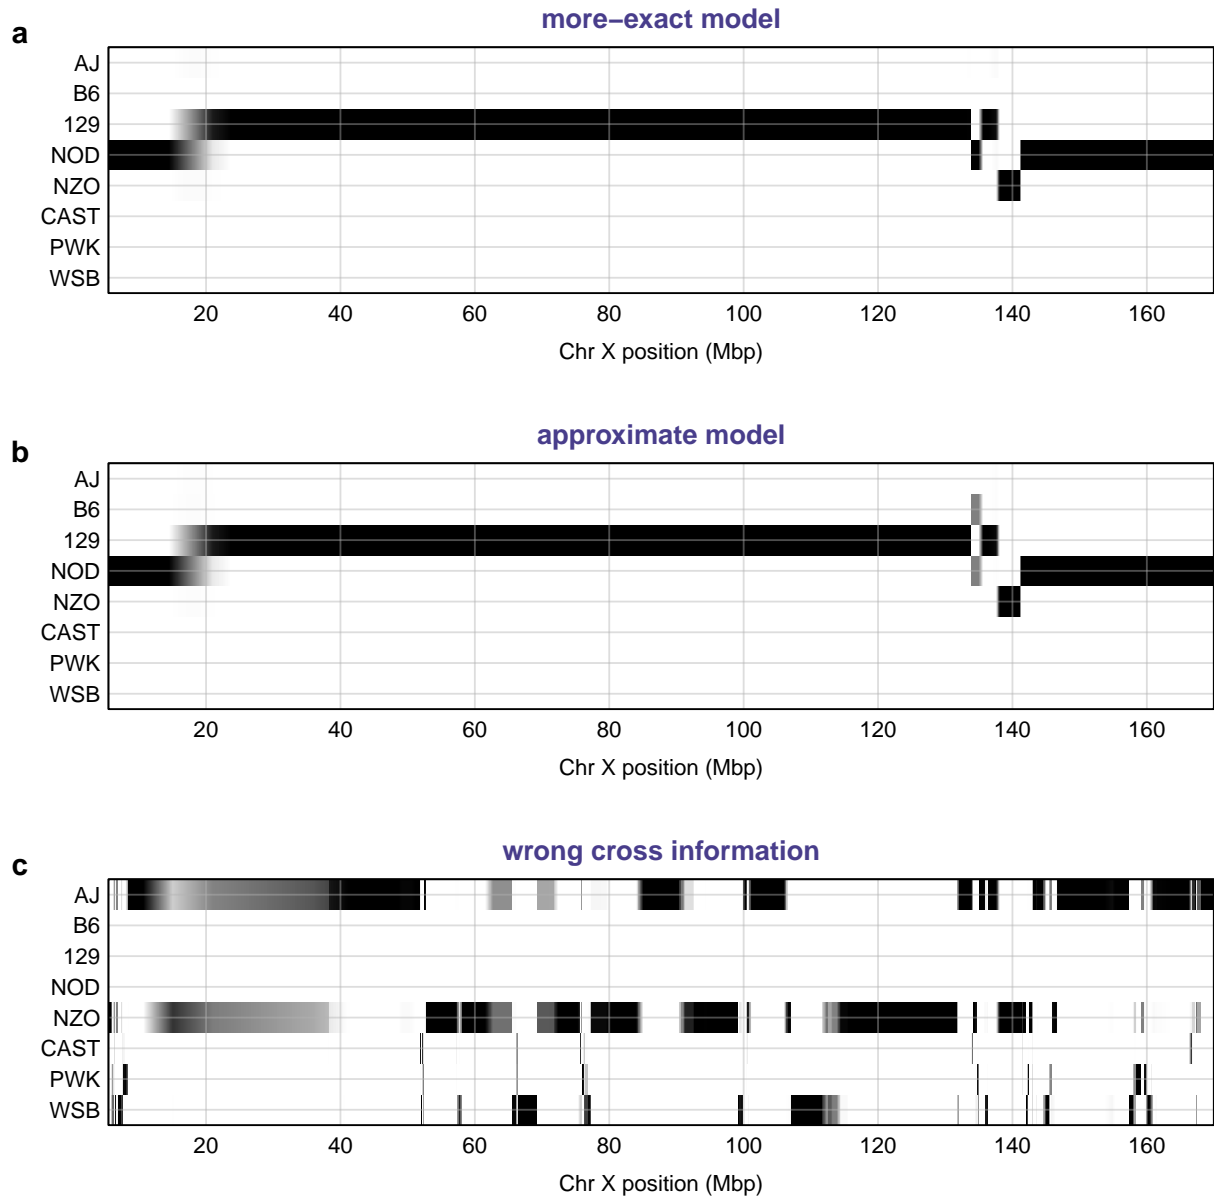 a
more−exact model
AJ
B6
129
NOD
NZO
CAST
PWK
WSB
20 40 60 80 100 120 140 160
Chr X position (Mbp)
b
approximate model
AJ
B6
129
NOD
NZO
CAST
PWK
WSB
20 40 60 80 100 120 140 160
Chr X position (Mbp)
c
wrong cross information
AJ
B6
129
NOD
NZO
CAST
PWK
WSB
20 40 60 80 100 120 140 160
Chr X position (Mbp)